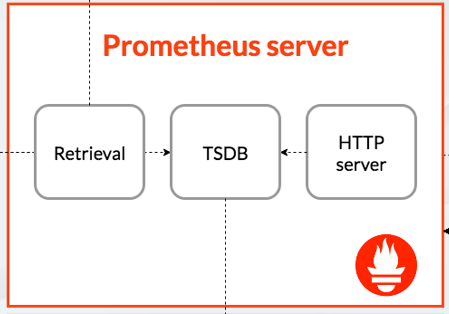 Prometheus server
Retrieval
TSDB
HTTP
server